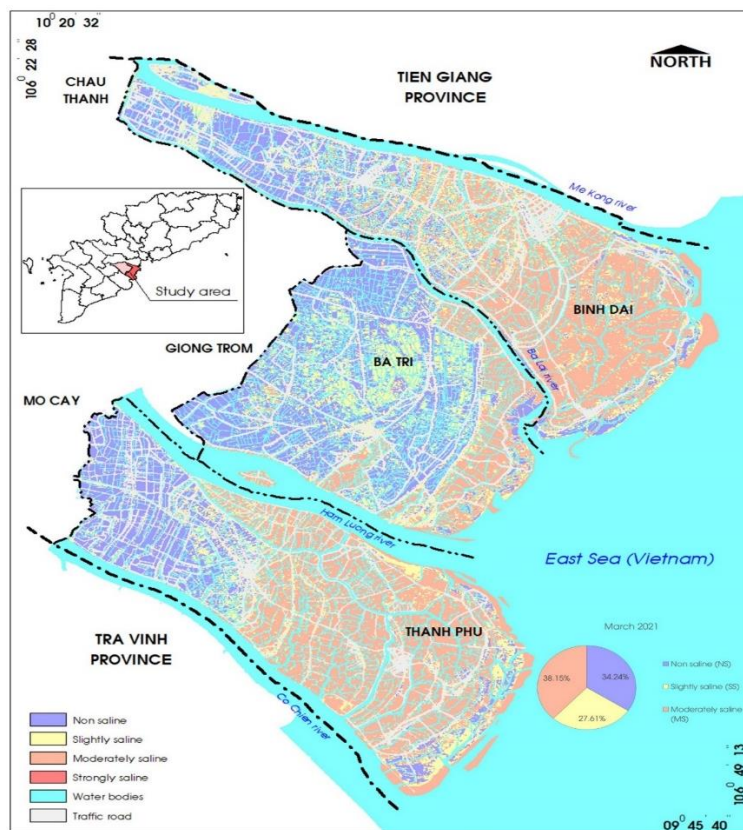 10 20 32
106⁰ 22 28
NORTH
CHAU
THANH
TIEN GIANG
PROVINCE
Me Kong river
Study area
BINH DAI
GIONG TROM
BA TRI
Ba Lai river
MO CAY
Ham Luong river
East Sea (Vietnam)
THANH PHU
TRA VINH
PROVINCE
Co Chien river
March 2021
38.15%
34.24%
27.61%
Non saline (NS)
Slightly saline (SS)
Moderately saline
(MS)
Non saline
Slightly saline
Moderately saline
Strongly saline
Water bodies
Traffic road
106⁰ 49 13
09⁰ 45 40